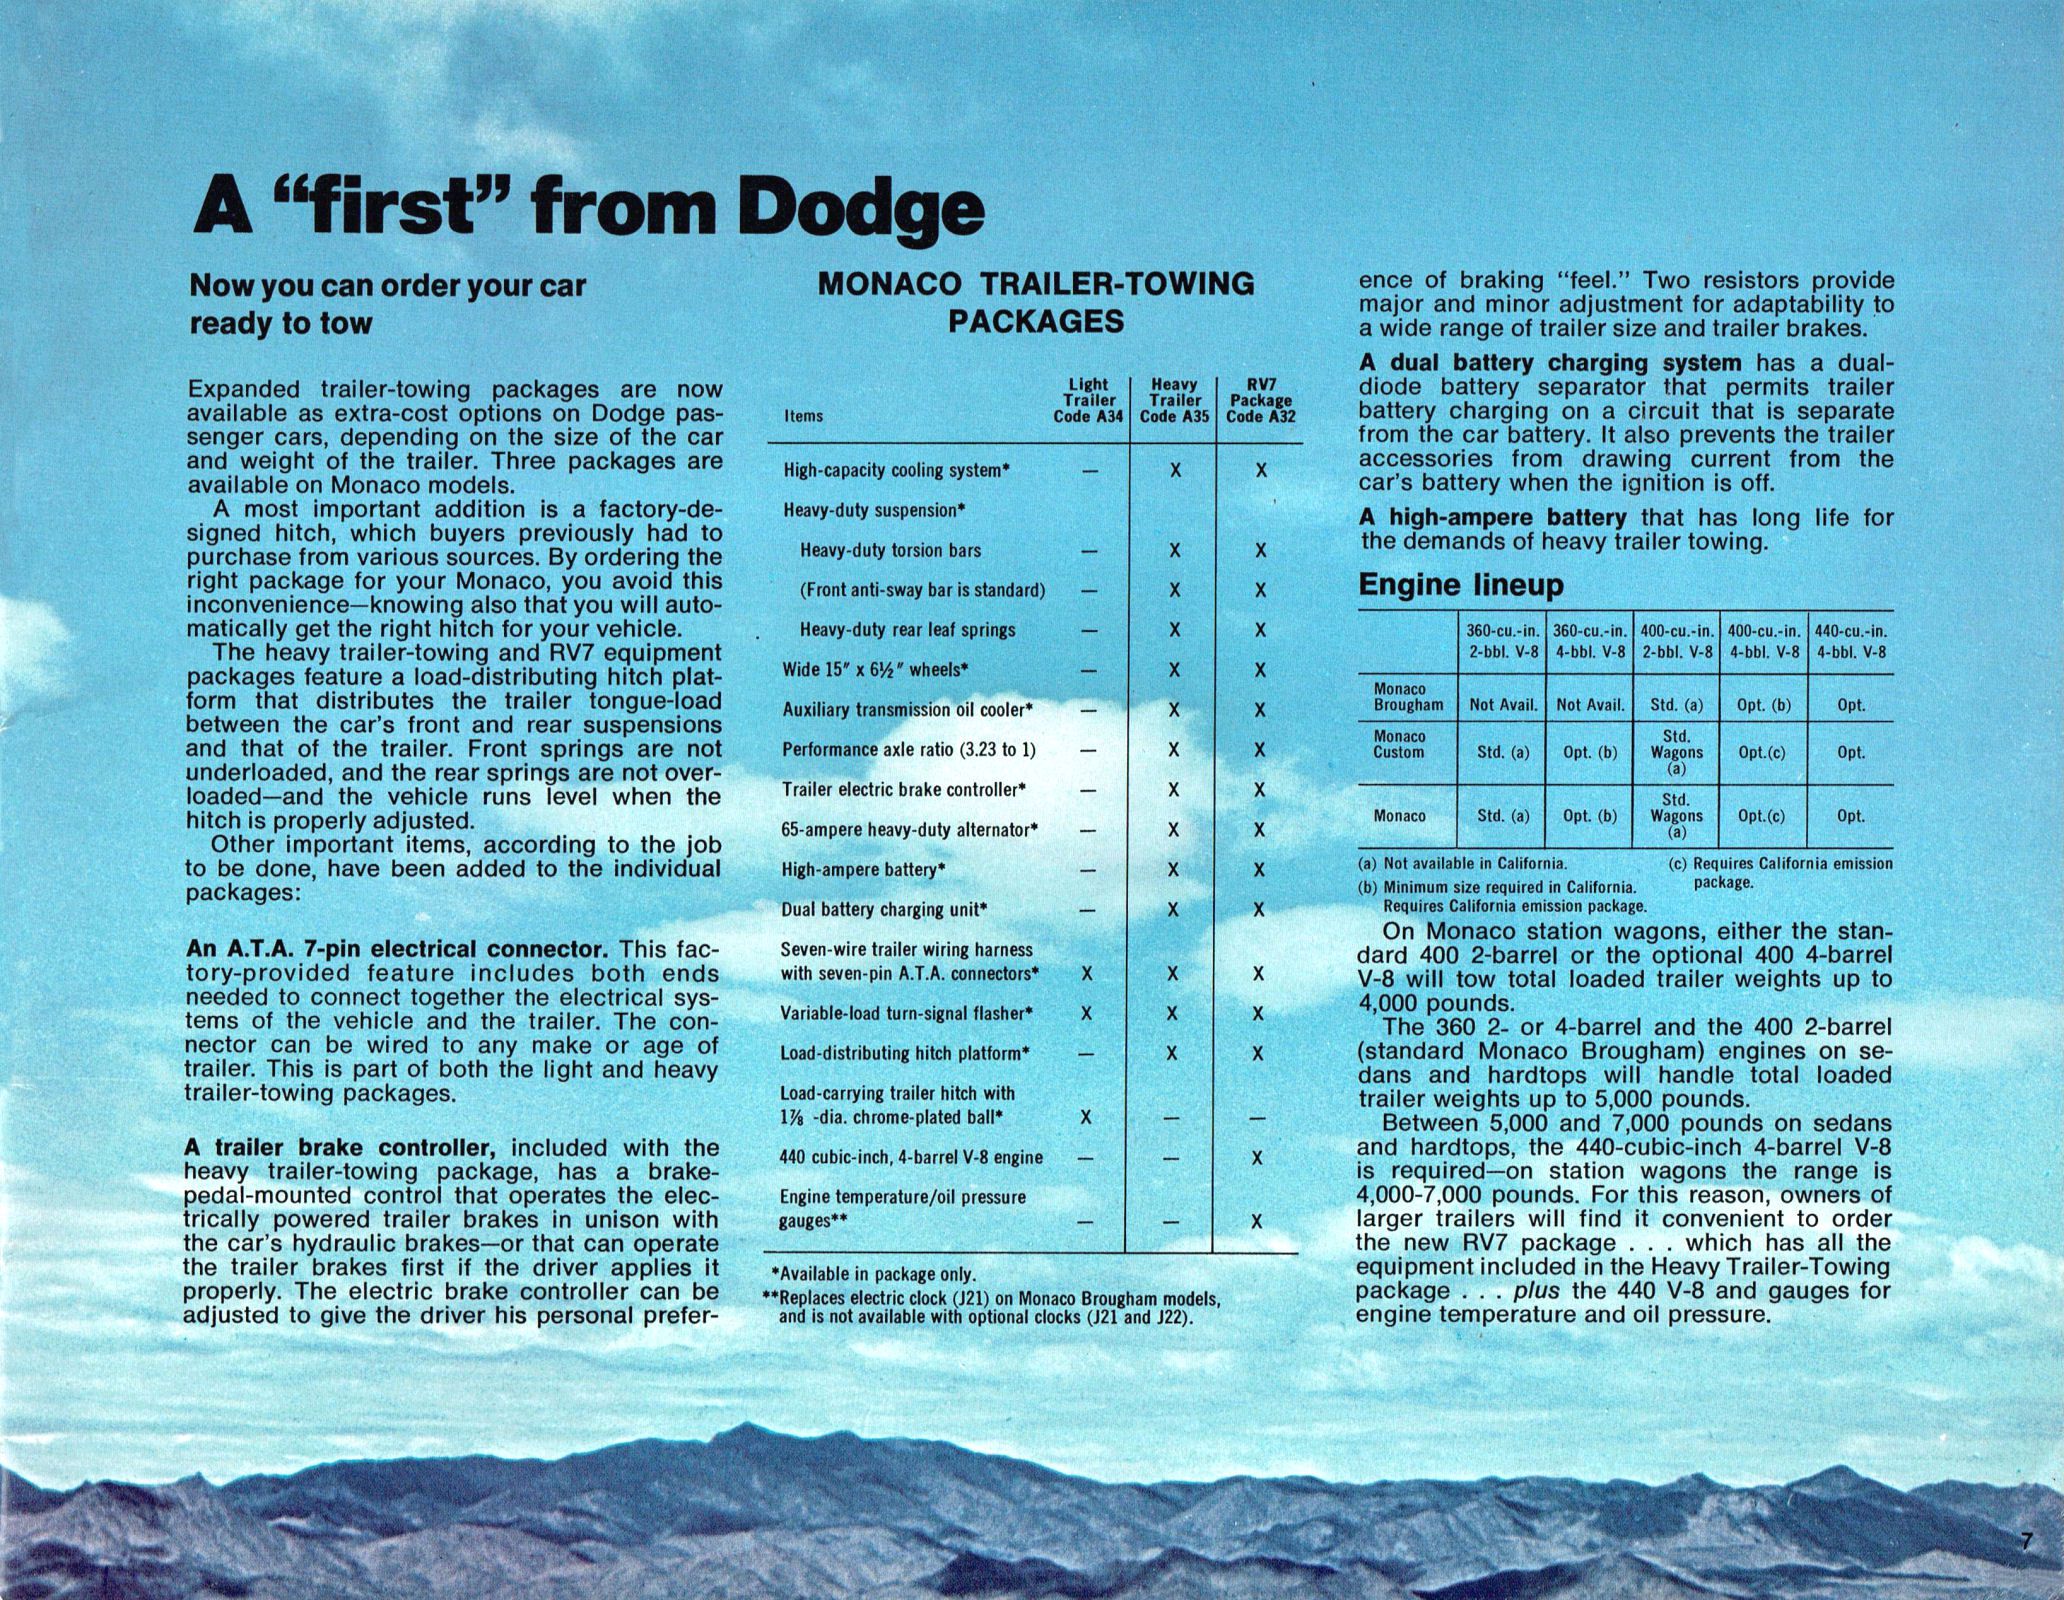 A “first” from Dodge
Now you can order your car
ready to tow
Expanded trailer-towing packages are now
available as extra-cost options on Dodge pas-
senger cars, depending on the size of the car
and weight of the trailer. Three packages are
available on Monaco models.
A most important addition is a factory-de-
signed hitch, which buyers previously had to
purchase from various sources. By ordering the
right package for your Monaco, you avoid this
inconvenience—knowing also that you will auto-
matically get the right hitch for your vehicle.
The heavy trailer-towing and RV7 equipment
packages feature a load-distributing hitch plat-
form that distributes the trailer tongue-load
between the car’s front and rear suspensions
and that of the trailer. Front springs are not
underloaded, and the rear springs are not over-
loaded—and the vehicle runs level when the
hitch is properly adjusted.
Other important items, according to the job
to be done, have been added to the individual
packages:
An A.T.A. 7-pin electrical connector. This fac-
tory-provided feature includes both ends
needed to connect together the electrical sys-
tems of the vehicle and the trailer. The con-
nector can be wired to any make or age of
trailer. This is part of both the light and heavy
trailer-towing packages.
A trailer brake controller, included with the
heavy trailer-towing package, has a brake-
pedal-mounted control that operates the elec-
trically powered trailer brakes in unison with
the car’s hydraulic brakes—or that can operate
the trailer brakes first if the driver applies it
properly. The electric brake controller can be
adjusted to give the driver his personal prefer-
MONACO TRAILER-TOWING
PACKAGES
Items Light Trailer Code A34 Heavy Trailer Code A35 RV7 Package Code A32
High-capacity cooling system* — X X
Heavy-duty suspension*
Heavy-duty torsion bars — X X
(Front anti-sway bar is standard) — X X
Heavy-duty rear leaf springs — X X
Wide 15″ x 6½″ wheels* — X X
Auxiliary transmission oil cooler* — X X
Performance axle ratio (3.23 to 1) — X X
Trailer electric brake controller* — X X
65-ampere heavy-duty alternator* — X X
High-ampere battery* — X X
Dual battery charging unit* — X X
Seven-wire trailer wiring harness
with seven-pin A.T.A. connectors* X X X
Variable-load turn-signal flasher* X X X
Load-distributing hitch platform* — X X
Load-carrying trailer hitch with
1⅞ -dia. chrome-plated ball* X — —
440 cubic-inch, 4-barrel V-8 engine — — X
Engine temperature/oil pressure
gauges** — — X
*Available in package only.
**Replaces electric clock (J21) on Monaco Brougham models,
and is not available with optional clocks (J21 and J22).
ence of braking “feel.” Two resistors provide
major and minor adjustment for adaptability to
a wide range of trailer size and trailer brakes.
A dual battery charging system has a dual-
diode battery separator that permits trailer
battery charging on a circuit that is separate
from the car battery. It also prevents the trailer
accessories from drawing current from the
car’s battery when the ignition is off.
A high-ampere battery that has long life for
the demands of heavy trailer towing.
Engine lineup
360-cu.-in. 2-bbl. V-8 360-cu.-in. 4-bbl. V-8 400-cu.-in. 2-bbl. V-8 400-cu.-in. 4-bbl. V-8 440-cu.-in. 4-bbl. V-8
Monaco Brougham Not Avail. Not Avail. Std. (a) Opt. (b) Opt.
Monaco Custom Std. (a) Opt. (b) Std. Wagons (a) Opt.(c) Opt.
Monaco Std. (a) Opt. (b) Std. Wagons (a) Opt.(c) Opt.
(a) Not available in California.
(b) Minimum size required in California.
Requires California emission package.
(c) Requires California emission
package.
On Monaco station wagons, either the stan-
dard 400 2-barrel or the optional 400 4-barrel
V-8 will tow total loaded trailer weights up to
4,000 pounds.
The 360 2- or 4-barrel and the 400 2-barrel
(standard Monaco Brougham) engines on se-
dans and hardtops will handle total loaded
trailer weights up to 5,000 pounds.
Between 5,000 and 7,000 pounds on sedans
and hardtops, the 440-cubic-inch 4-barrel V-8
is required—on station wagons the range is
4,000-7,000 pounds. For this reason, owners of
larger trailers will find it convenient to order
the new RV7 package . . . which has all the
equipment included in the Heavy Trailer-Towing
package . . . plus the 440 V-8 and gauges for
engine temperature and oil pressure.
7